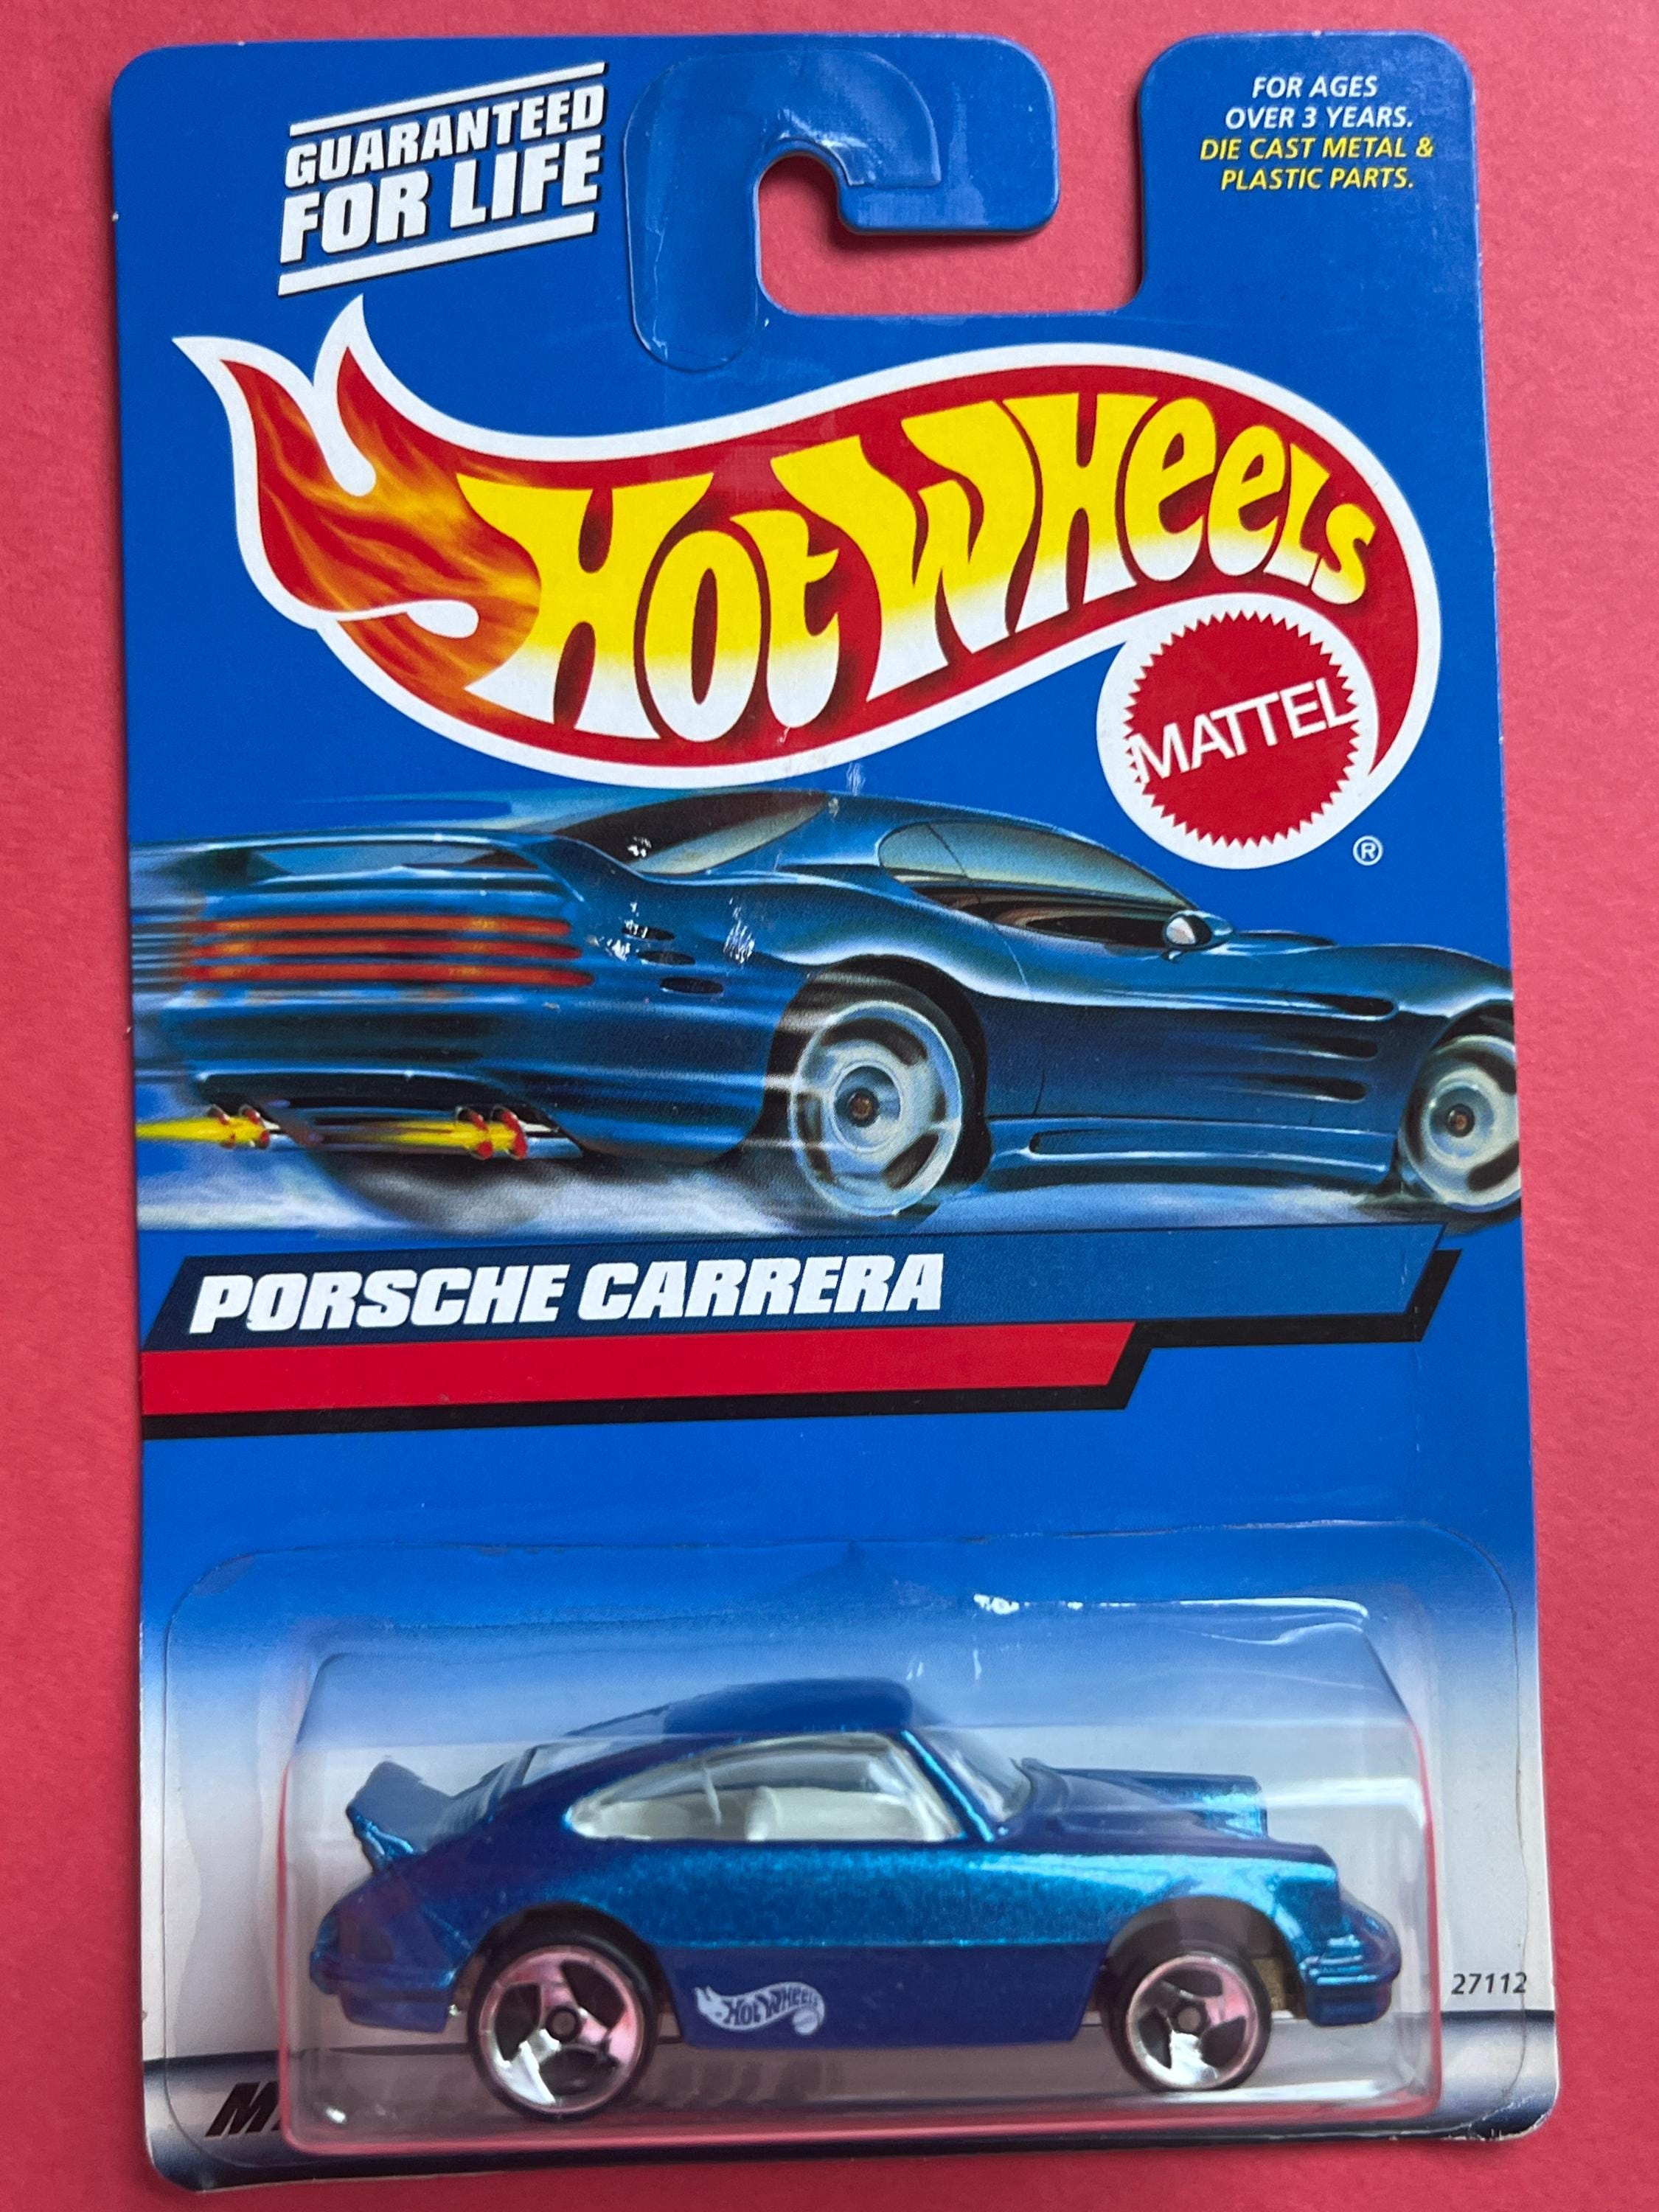 GUARANTEED
FOR LIFE
FOR AGES
OVER 3 YEARS.
DIE CAST METAL &
PLASTIC PARTS.
HOT WHEELS
MATTEL
®
PORSCHE CARRERA
HOT WHEELS
27112